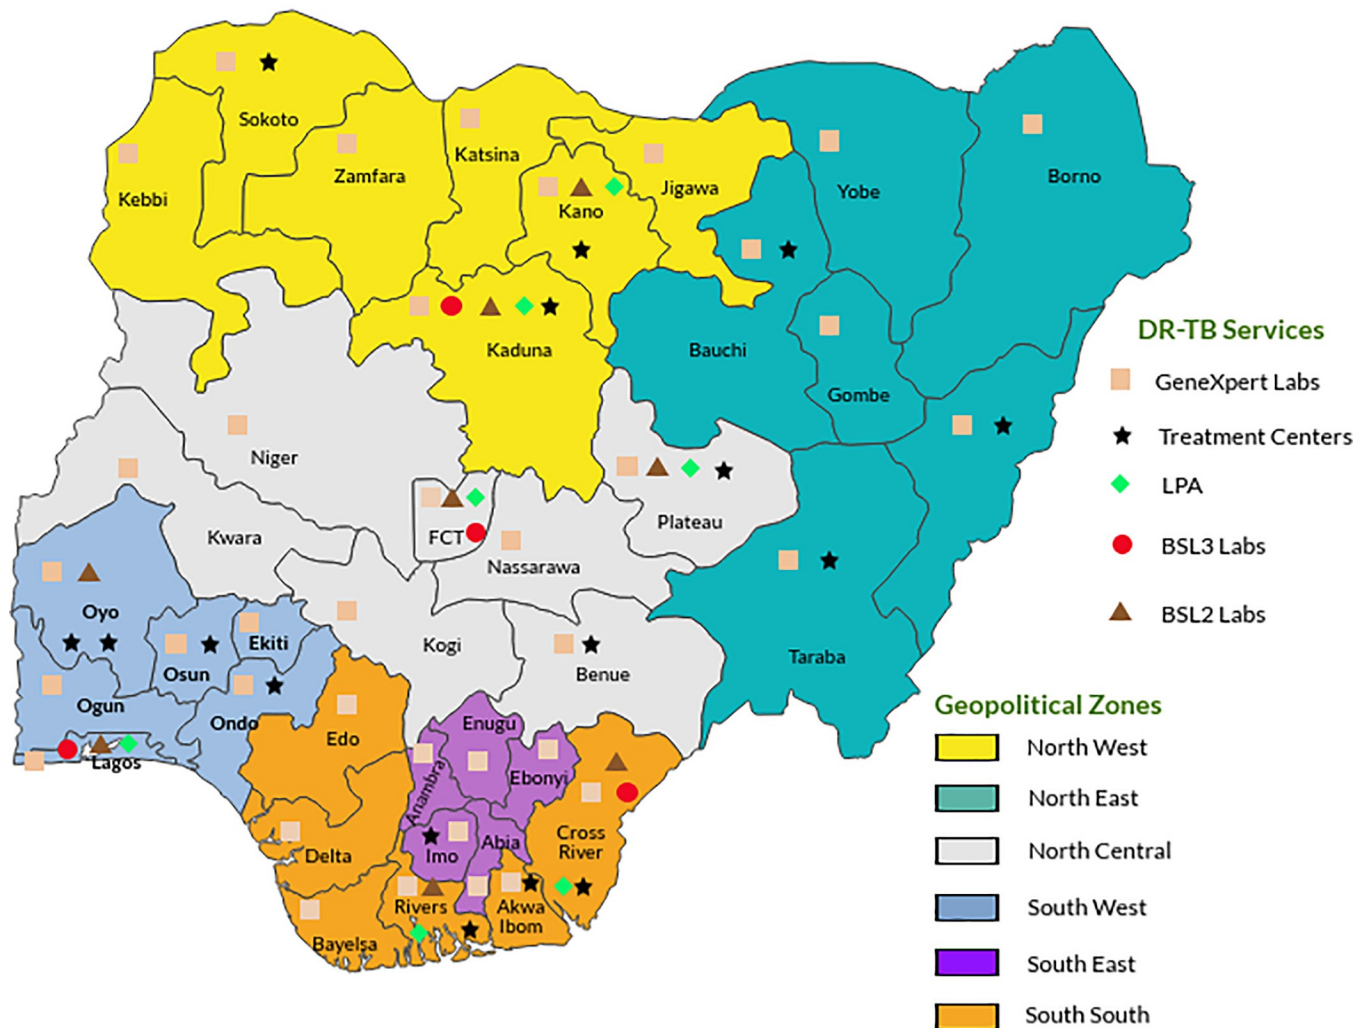 Sokoto
Kebbi
Zamfara
Katsina
Kano
Jigawa
Yobe
Borno
Kaduna
Bauchi
Gombe
Niger
Kwara
FCT
Nassarawa
Plateau
Oyo
Osun
Ekiti
Ogun
Ondo
Lagos
Kogi
Benue
Taraba
Edo
Enugu
Anambra
Ebonyi
Delta
Imo
Abia
Cross
River
Rivers
Akwa
Ibom
Bayelsa
DR-TB Services
GeneXpert Labs
Treatment Centers
LPA
BSL3 Labs
BSL2 Labs
Geopolitical Zones
North West
North East
North Central
South West
South East
South South